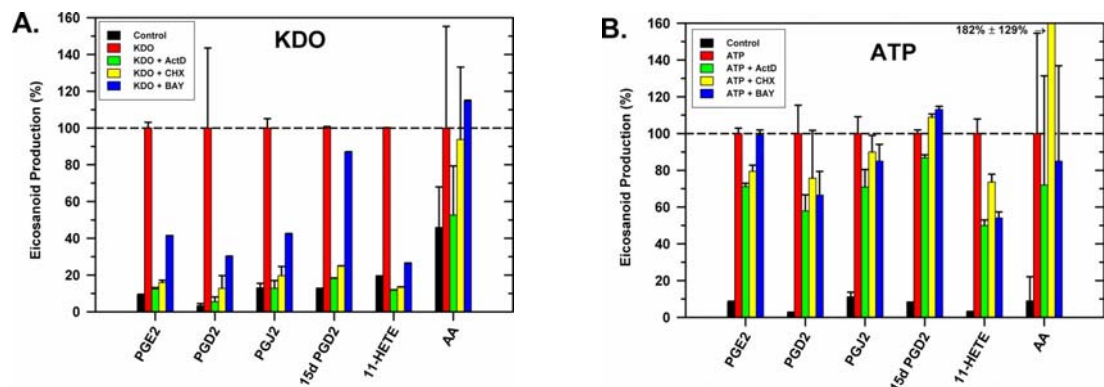 A.
KDO
Control
KDO
KDO + ActD
KDO + CHX
KDO + BAY
Eicosanoid Production (%)
160
140
120
100
80
60
40
20
0
PGE2
PGD2
PGJ2
15d PGD2
11-HETE
AA
B.
ATP
182% ± 129%
Control
ATP
ATP + ActD
ATP + CHX
ATP + BAY
Eicosanoid Production (%)
160
140
120
100
80
60
40
20
0
PGE2
PGD2
PGJ2
15d PGD2
11-HETE
AA